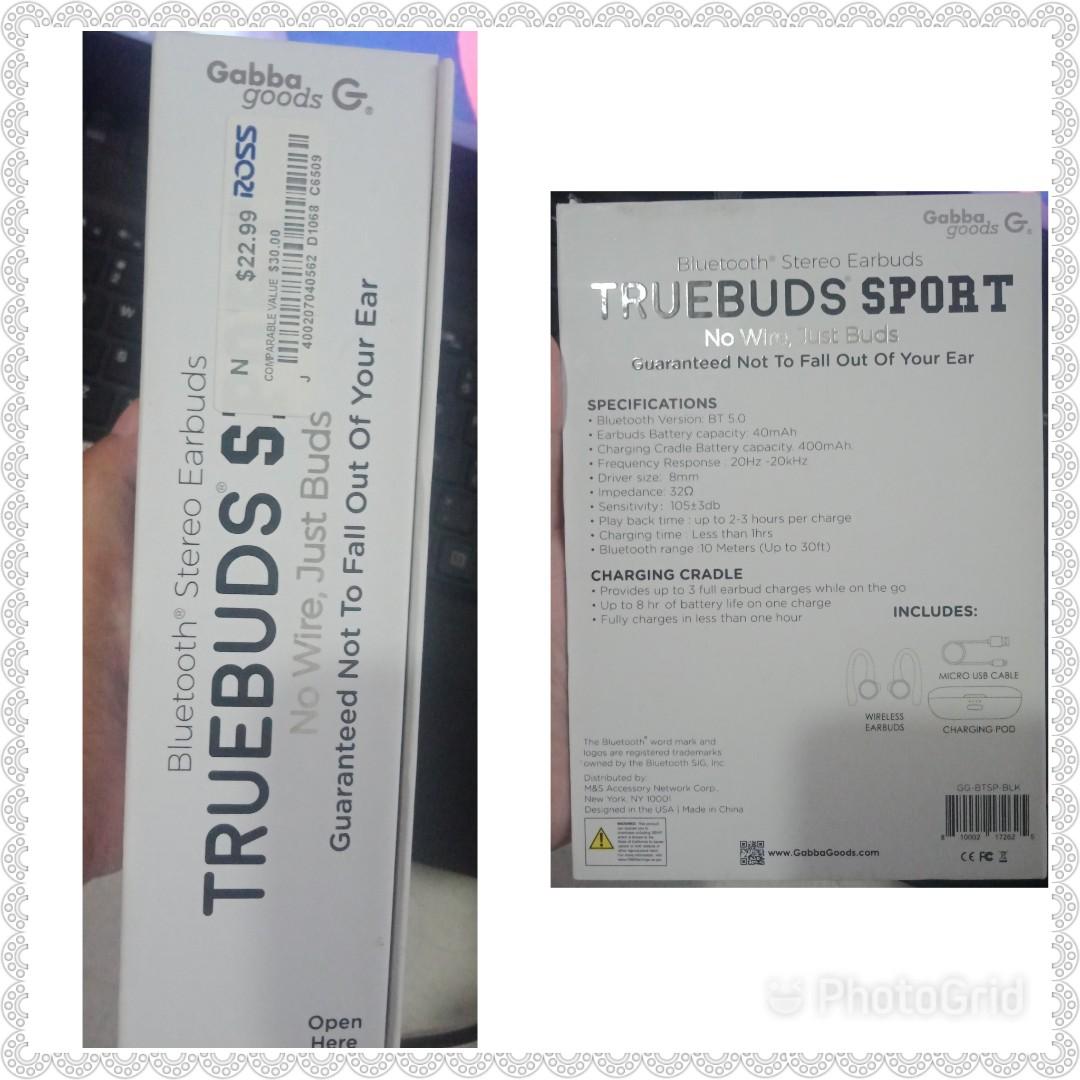 Gabba
goods G®
ROSS
$22.99
N
COMPARABLE VALUE $30.00
J 400207040562 D1068 C6509
Bluetooth® Stereo Earbuds
TRUEBUDS® S
No Wire, Just Buds
Guaranteed Not To Fall Out Of Your Ear
Open
Here
Gabba
goods G®
Bluetooth® Stereo Earbuds
TRUEBUDS® SPORT
No Wire, Just Buds
Guaranteed Not To Fall Out Of Your Ear
SPECIFICATIONS
• Bluetooth Version: BT 5.0
• Earbuds Battery capacity: 40mAh
• Charging Cradle Battery capacity: 400mAh.
• Frequency Response : 20Hz -20kHz
• Driver size: 8mm
• Impedance: 32Ω
• Sensitivity: 105±3db
• Play back time : up to 2-3 hours per charge
• Charging time : Less than 1hrs
• Bluetooth range :10 Meters (Up to 30ft)
CHARGING CRADLE
• Provides up to 3 full earbud charges while on the go
• Up to 8 hr of battery life on one charge
• Fully charges in less than one hour
INCLUDES:
MICRO USB CABLE
WIRELESS
EARBUDS
CHARGING POD
The Bluetooth® word mark and
logos are registered trademarks
owned by the Bluetooth SIG, Inc
Distributed by:
M&S Accessory Network Corp.,
New York, NY 10001
Designed in the USA | Made in China
GG-BTSP-BLK
8 10002 17262
www.GabbaGoods.com
CE FC
PhotoGrid